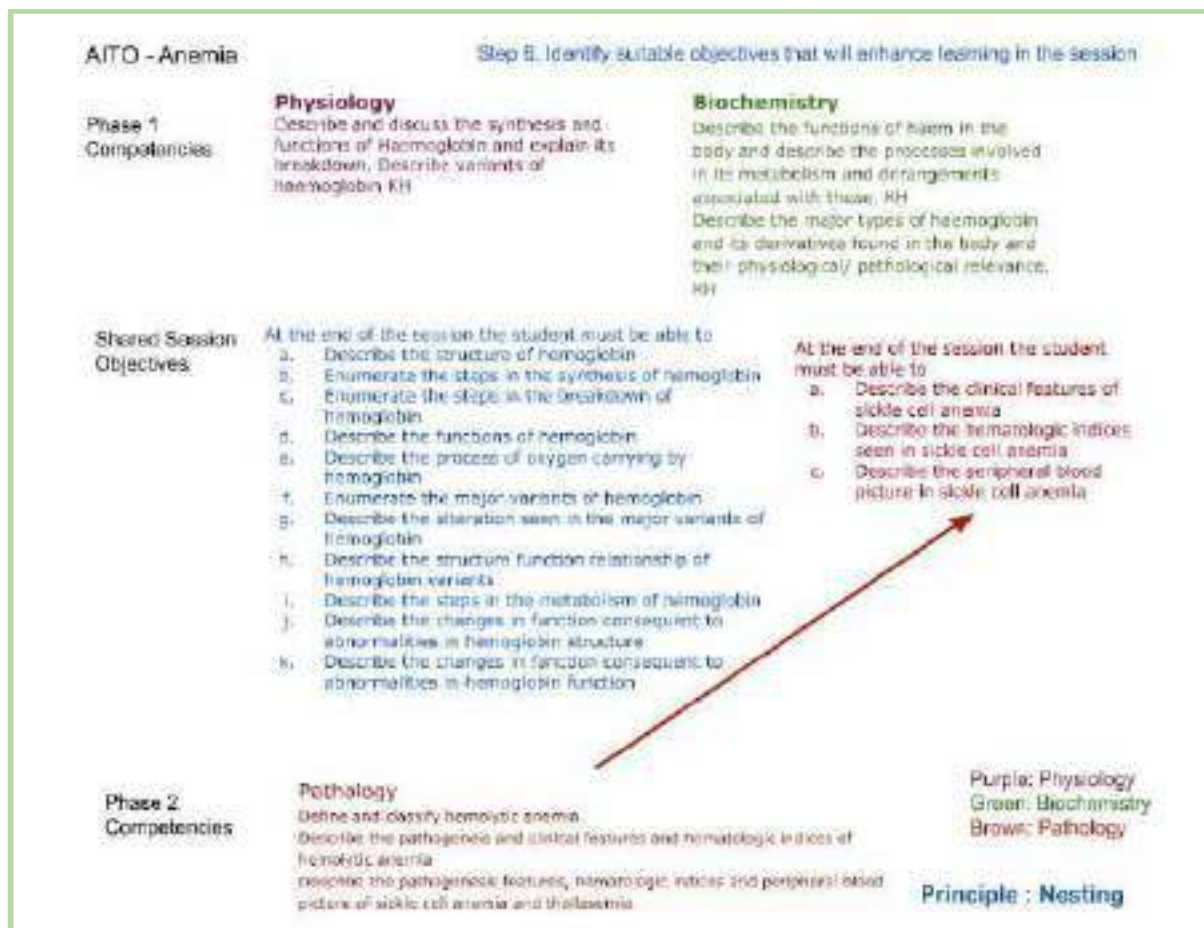 AITO - Anemia
Step 5. Identify suitable objectives that will enhance learning in the session
Phase 1
Competencies
Physiology
Describe and discuss the synthesis and
functions of Haemoglobin and explain its
breakdown. Describe variants of
haemoglobin KH
Biochemistry
Describe the functions of haem in the
body and describe the processes involved
in its metabolism and derangements
associated with these. KH
Describe the major types of haemoglobin
and its derivatives found in the body and
their physiological/ pathological relevance.
KH
Shared Session
Objectives
At the end of the session the student must be able to
a. Describe the structure of hemoglobin
b. Enumerate the steps in the synthesis of hemoglobin
c. Enumerate the steps in the breakdown of
hemoglobin
d. Describe the functions of hemoglobin
e. Describe the process of oxygen carrying by
hemoglobin
f. Enumerate the major variants of hemoglobin
g. Describe the alteration seen in the major variants of
hemoglobin
h. Describe the structure function relationship of
hemoglobin variants
i. Describe the steps in the metabolism of hemoglobin
j. Describe the changes in function consequent to
abnormalities in hemoglobin structure
k. Describe the changes in function consequent to
abnormalities in hemoglobin function
At the end of the session the student
must be able to
a. Describe the clinical features of
sickle cell anemia
b. Describe the hematologic indices
seen in sickle cell anemia
c. Describe the peripheral blood
picture in sickle cell anemia
Phase 2
Competencies
Pathology
Define and classify hemolytic anemia
Describe the pathogenesis and clinical features and hematologic indices of
hemolytic anemia
Describe the pathogenesis features, hematologic indices and peripheral blood
picture of sickle cell anemia and thallasemia
Purple: Physiology
Green: Biochemistry
Brown: Pathology
Principle : Nesting